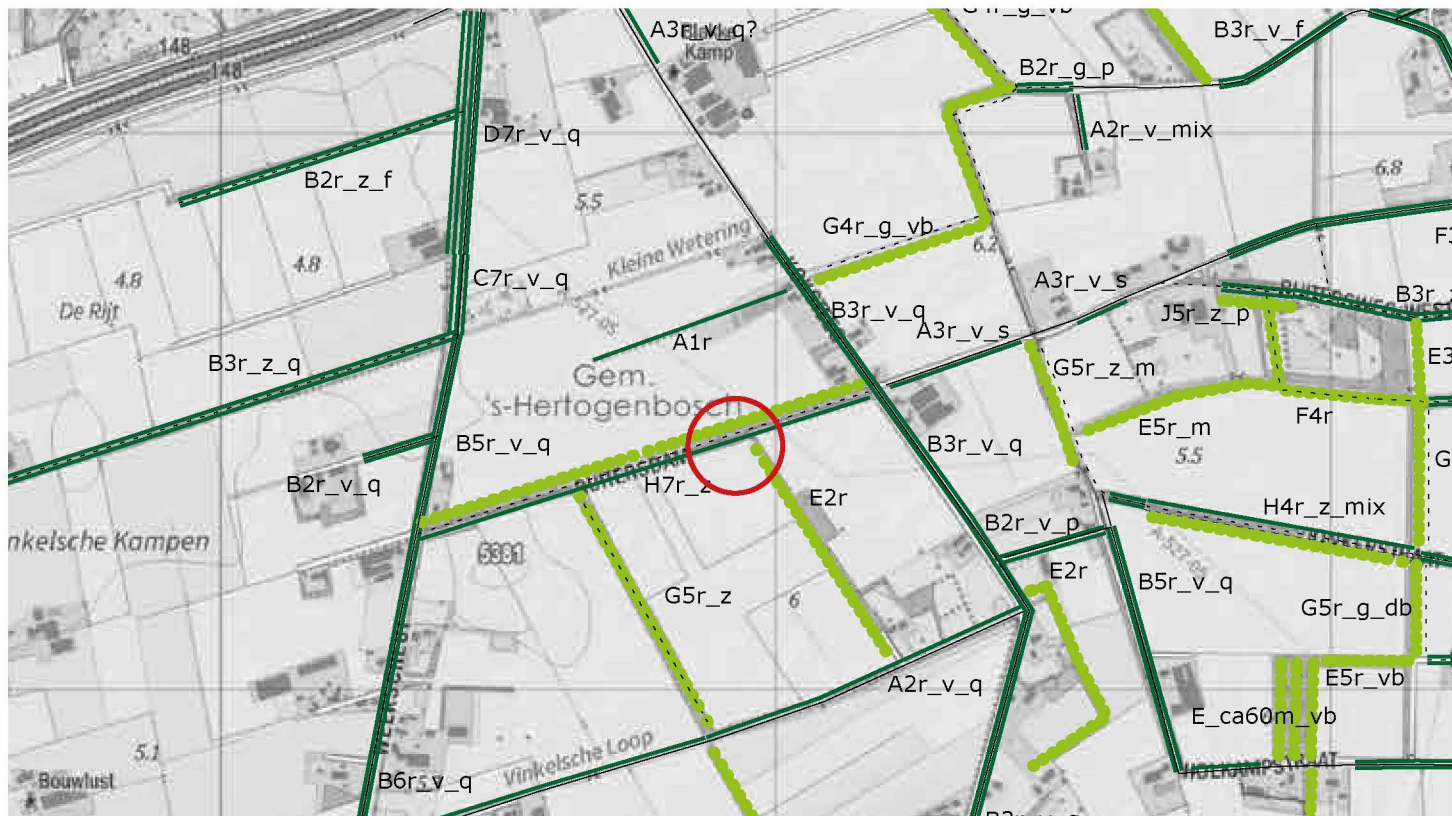 G4r_g_vb
A3r_v_q?
Kamp
B3r_v_f
148
148
B2r_g_p
A2r_v_mix
D7r_v_q
B2r_z_f
6.8
5.5
G4r_g_vb
6.2
4.8
4.8
Kleine Wetering
C7r_v_q
A3r_v_s
De Rijt
B3r_v_q
J5r_z_p
A3r_v_s
A1r
B3r_z_q
G5r_z_m
Gem.
's-Hertogenbosch
F4r
E5r_m
B5r_v_q
B3r_v_q
5.5
B2r_v_q
H7r_z
E2r
H4r_z_mix
B2r_v_p
nkelsche Kampen
E2r
B5r_v_q
G5r_z
6
G5r_g_db
A2r_v_q
E5r_vb
E_ca60m_vb
5.1
Vinkelsche Loop
Bouwlust
B6r_v_q